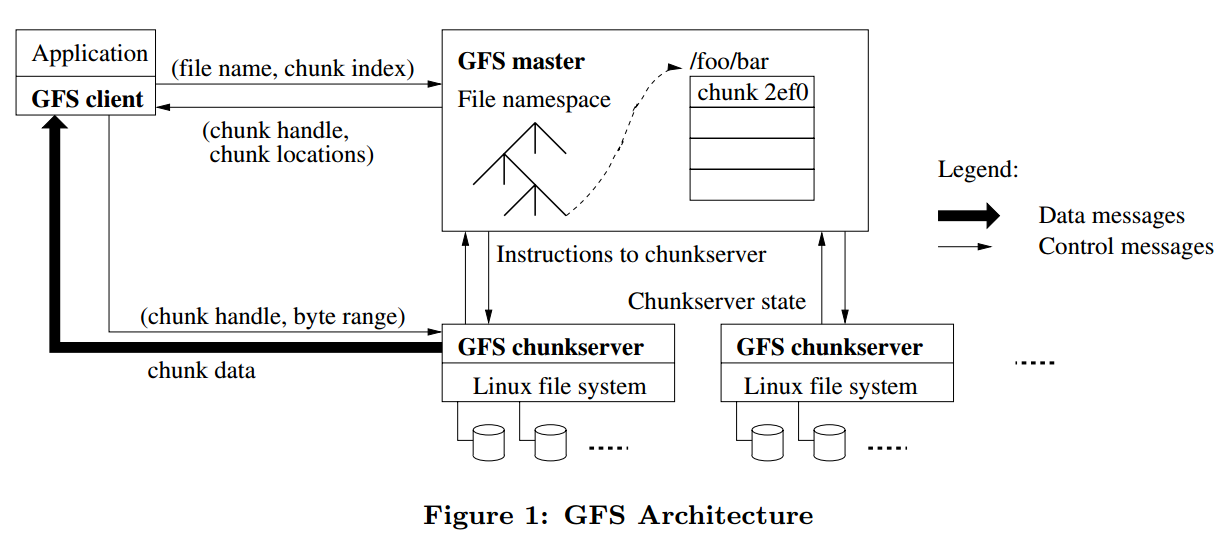 Application
GFS client
(file name, chunk index)
(chunk handle,
chunk locations)
GFS master
File namespace
/foo/bar
chunk 2ef0
Legend:
Data messages
Control messages
Instructions to chunkserver
Chunkserver state
(chunk handle, byte range)
chunk data
GFS chunkserver
Linux file system
GFS chunkserver
Linux file system
Figure 1: GFS Architecture